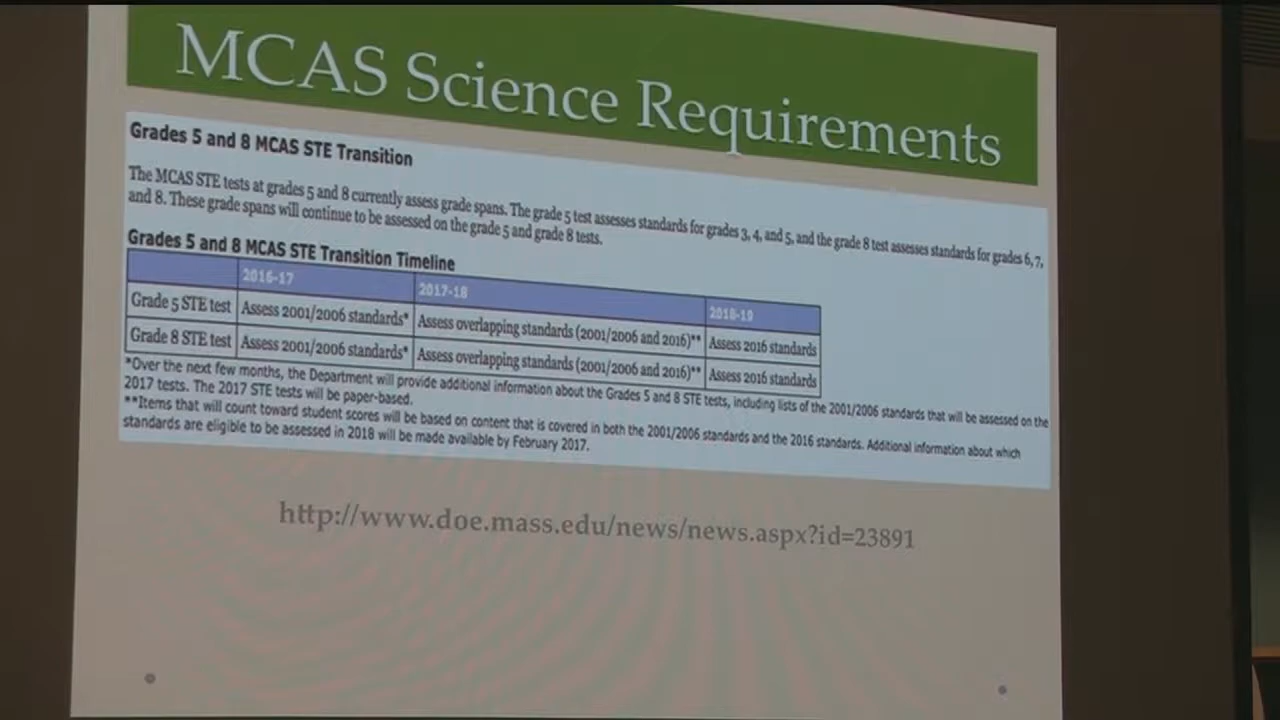 MCAS Science Requirements
Grades 5 and 8 MCAS STE Transition
The MCAS STE tests at grades 5 and 8 currently assess grade spans. The grade 5 test assesses standards for grades 3, 4, and 5, and the grade 8 test assesses standards for grades 6, 7,
and 8. These grade spans will continue to be assessed on the grade 5 and grade 8 tests.
Grades 5 and 8 MCAS STE Transition Timeline
2016-17 2017-18 2018-19
Grade 5 STE test Assess 2001/2006 standards* Assess overlapping standards (2001/2006 and 2016)** Assess 2016 standards
Grade 8 STE test Assess 2001/2006 standards* Assess overlapping standards (2001/2006 and 2016)** Assess 2016 standards
*Over the next few months, the Department will provide additional information about the Grades 5 and 8 STE tests, including lists of the 2001/2006 standards that will be assessed on the
2017 tests. The 2017 STE tests will be paper-based.
**Items that will count toward student scores will be based on content that is covered in both the 2001/2006 standards and the 2016 standards. Additional information about which
standards are eligible to be assessed in 2018 will be made available by February 2017.
http://www.doe.mass.edu/news/news.aspx?id=23891